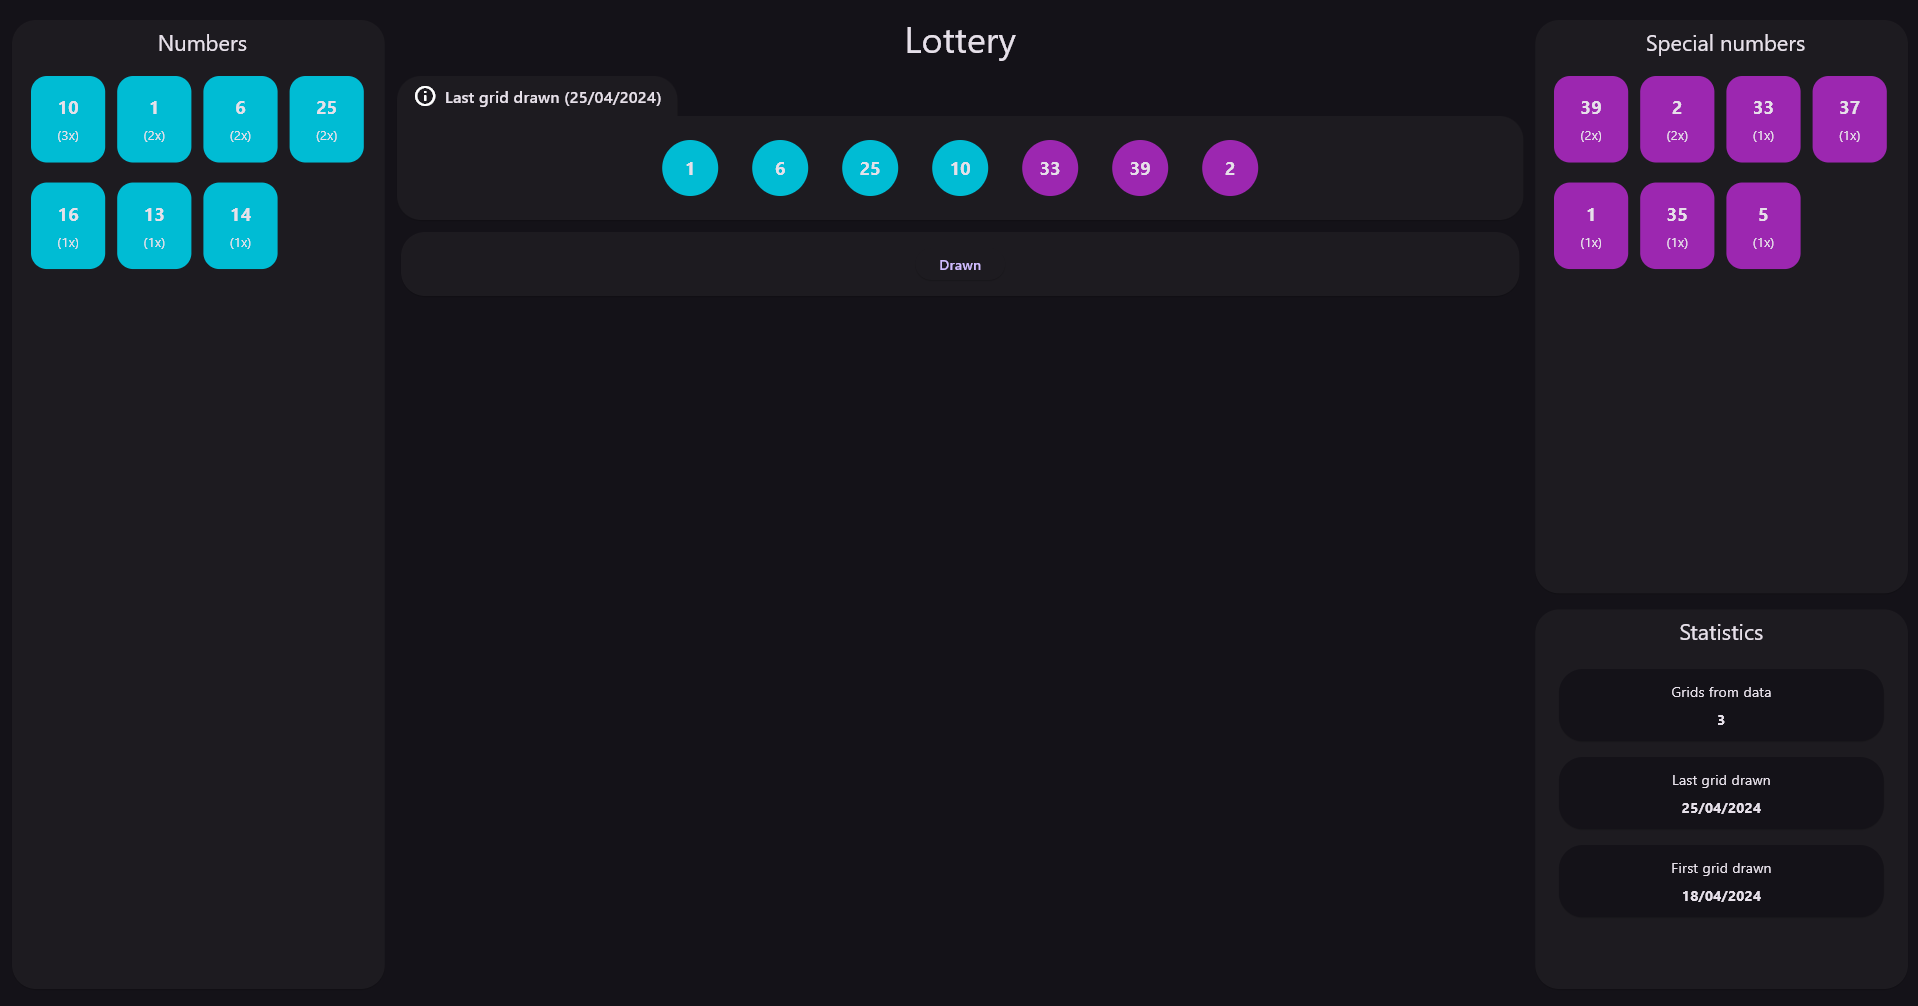 Numbers
10 1 6 25
(3x) (2x) (2x) (2x)
16 13 14
(1x) (1x) (1x)
Lottery
Last grid drawn (25/04/2024)
1 6 25 10 33 39 2
Drawn
Special numbers
39 2 33 37
(2x) (2x) (1x) (1x)
1 35 5
(1x) (1x) (1x)
Statistics
Grids from data
3
Last grid drawn
25/04/2024
First grid drawn
18/04/2024